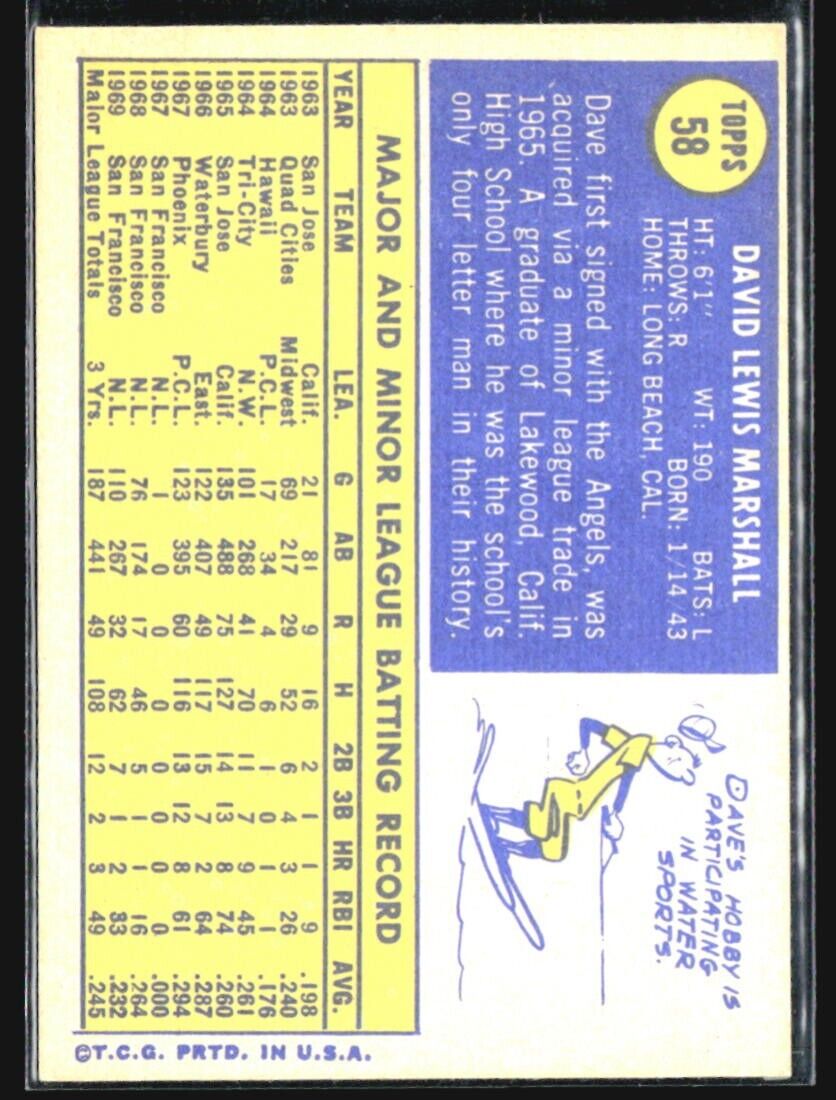 TOPPS
58
DAVID LEWIS MARSHALL
HT: 6'1" WT: 190 BATS: L
THROWS: R BORN: 1/14/43
HOME: LONG BEACH, CAL.
Dave first signed with the Angels, was
acquired via a minor league trade in
1965. A graduate of Lakewood, Calif.
High School where he was the school's
only four letter man in their history.
DAVE'S HOBBY IS
PARTICIPATING
IN WATER
SPORTS.
MAJOR AND MINOR LEAGUE BATTING RECORD
YEAR TEAM LEA. G AB R H 2B 3B HR RBI AVG.
1963 San Jose Calif. 21 81 9 16 2 1 1 9 .198
1963 Quad Cities Midwest 69 217 29 52 6 4 3 26 .240
1964 Hawaii P.C.L. 17 34 4 6 1 0 1 1 .176
1964 Tri-City N.W. 101 268 41 70 11 7 9 45 .261
1965 San Jose Calif. 135 488 75 127 14 13 8 74 .260
1966 Waterbury East. 122 407 49 117 15 7 2 64 .287
1967 Phoenix P.C.L. 123 395 60 116 13 12 8 61 .294
1967 San Francisco N.L. 1 0 0 0 0 0 0 0 .000
1968 San Francisco N.L. 76 174 17 46 5 1 1 16 .264
1969 San Francisco N.L. 110 267 32 62 7 1 2 33 .232
Major League Totals 3 Yrs. 187 441 49 108 12 2 3 49 .245
©T.C.G. PRTD. IN U.S.A.